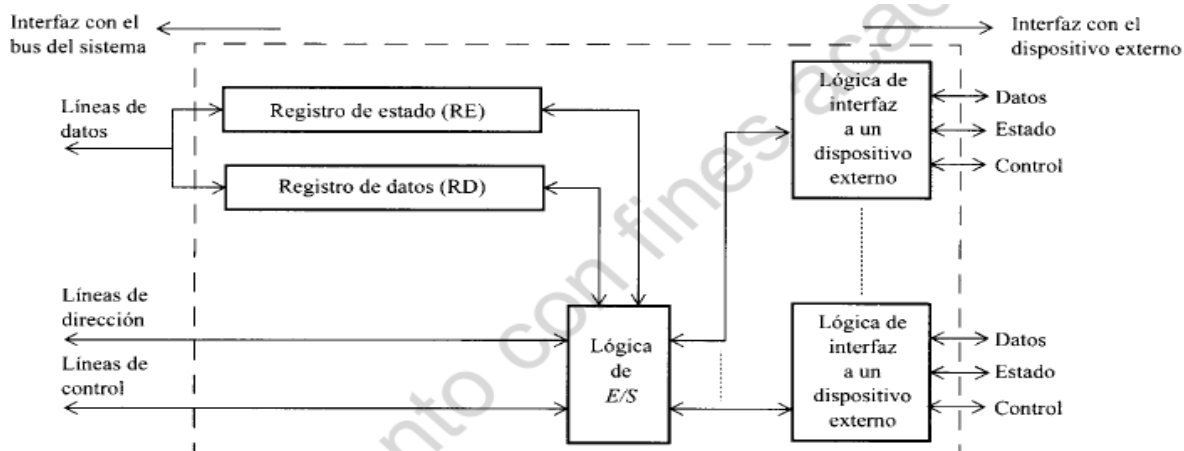 Interfaz con el
bus del sistema
Interfaz con el
dispositivo externo
Líneas de
datos
Registro de estado (RE)
Registro de datos (RD)
Lógica de
interfaz
a un
dispositivo
externo
Datos
Estado
Control
Líneas de
dirección
Líneas de
control
Lógica
de
E/S
Lógica de
interfaz
a un
dispositivo
externo
Datos
Estado
Control
con fines